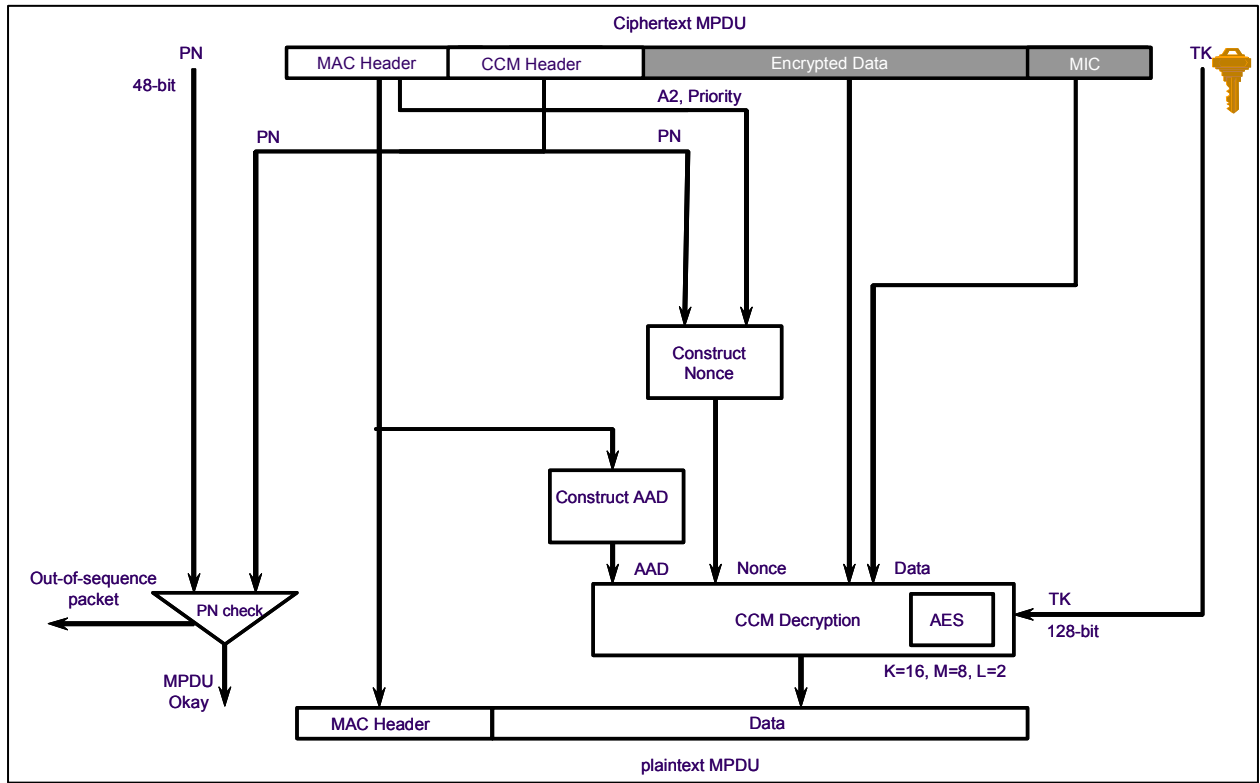 Ciphertext MPDU
PN
48-bit
MAC Header
CCM Header
Encrypted Data
MIC
TK
A2, Priority
PN
PN
Construct
Nonce
Construct AAD
AAD
Nonce
Data
Out-of-sequence
packet
PN check
CCM Decryption
AES
TK
128-bit
K=16, M=8, L=2
MPDU
Okay
MAC Header
Data
plaintext MPDU